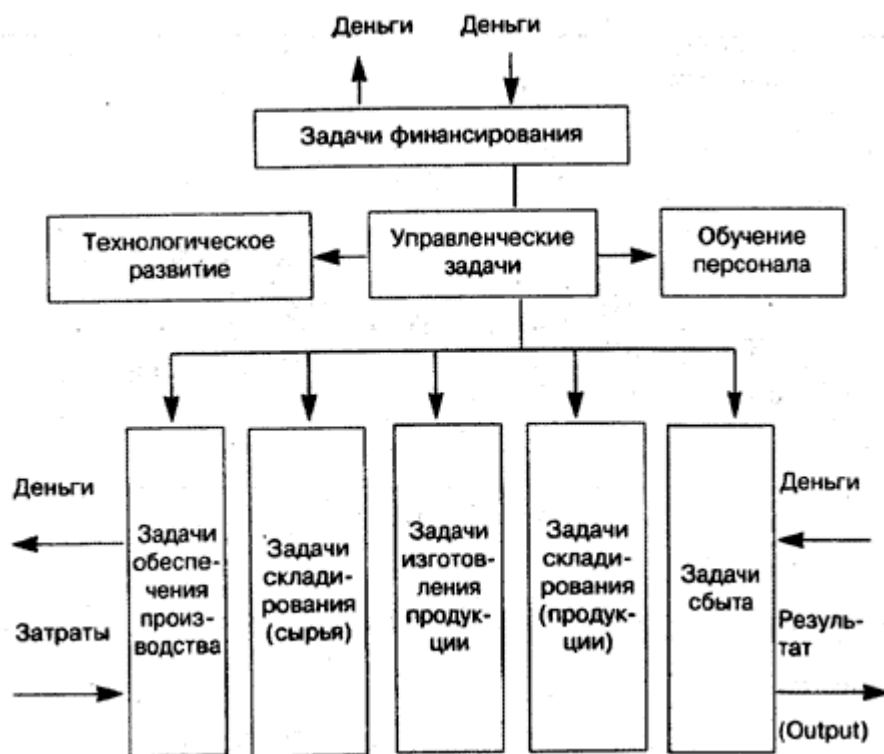 Деньги
Деньги
Задачи финансирования
Технологическое
развитие
Управленческие
задачи
Обучение
персонала
Деньги
Затраты
Задачи
обеспе-
чения
произ-
водства
Задачи
склади-
рования
(сырья)
Задачи
изготов-
ления
продук-
ции
Задачи
склади-
рования
(продук-
ции)
Задачи
сбыта
Деньги
Резуль-
тат
(Output)